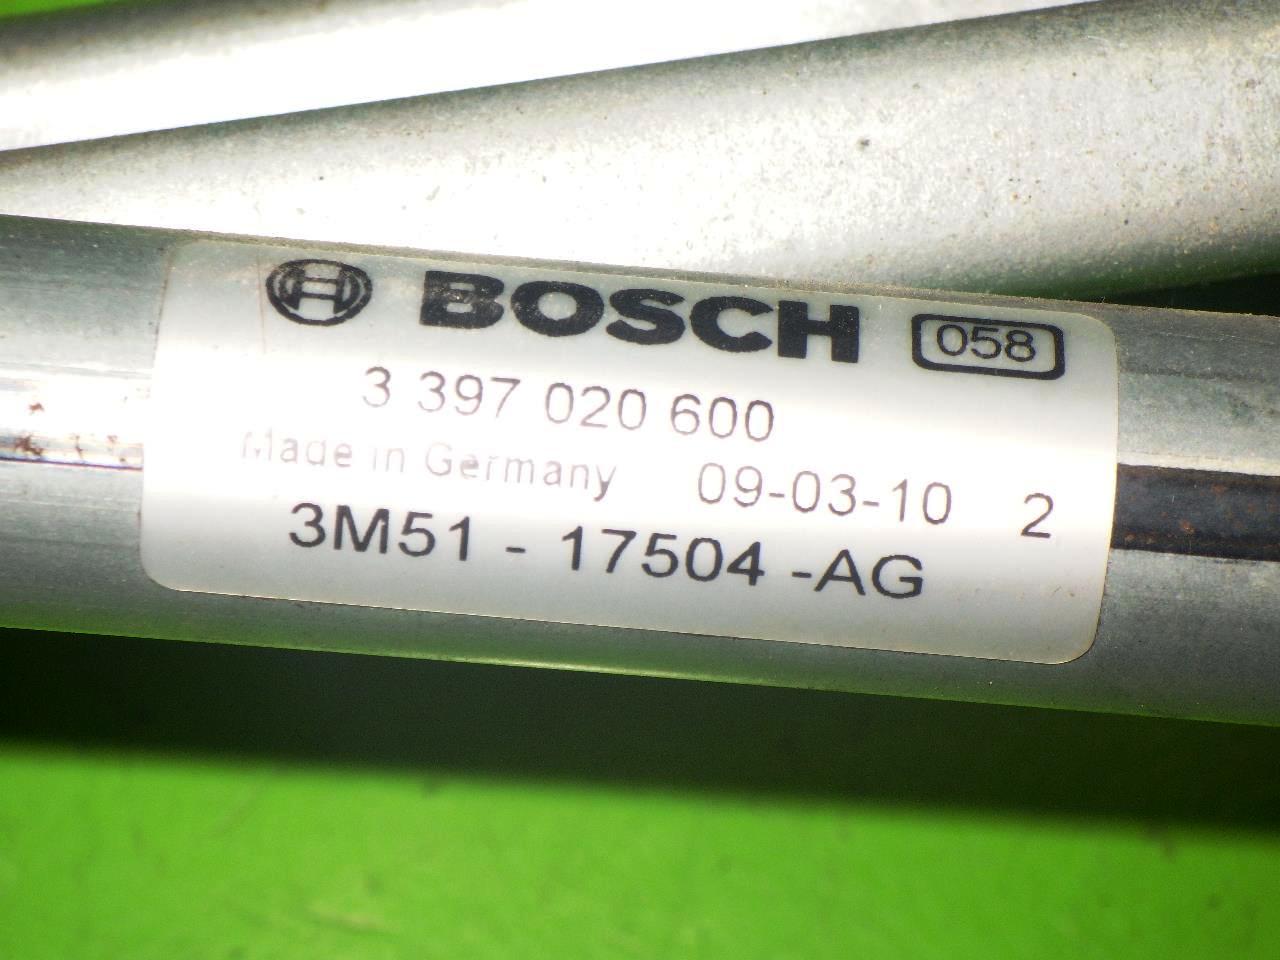 BOSCH 058
3 397 020 600
Made in Germany 09-03-10 2
3M51 - 17504 -AG